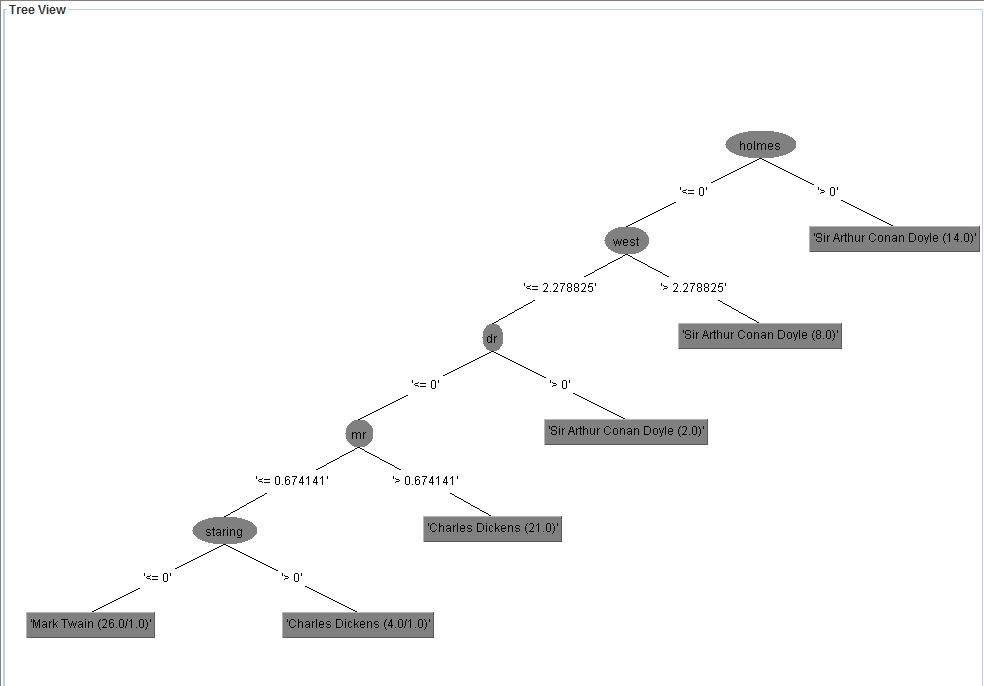 Tree View
holmes
'<= 0'
'> 0'
west
'Sir Arthur Conan Doyle (14.0)'
'<= 2.278825'
'> 2.278825'
dr
'Sir Arthur Conan Doyle (8.0)'
'<= 0'
'> 0'
mr
'Sir Arthur Conan Doyle (2.0)'
'<= 0.674141'
'> 0.674141'
staring
'Charles Dickens (21.0)'
'<= 0'
'> 0'
'Mark Twain (26.0/1.0)'
'Charles Dickens (4.0/1.0)'